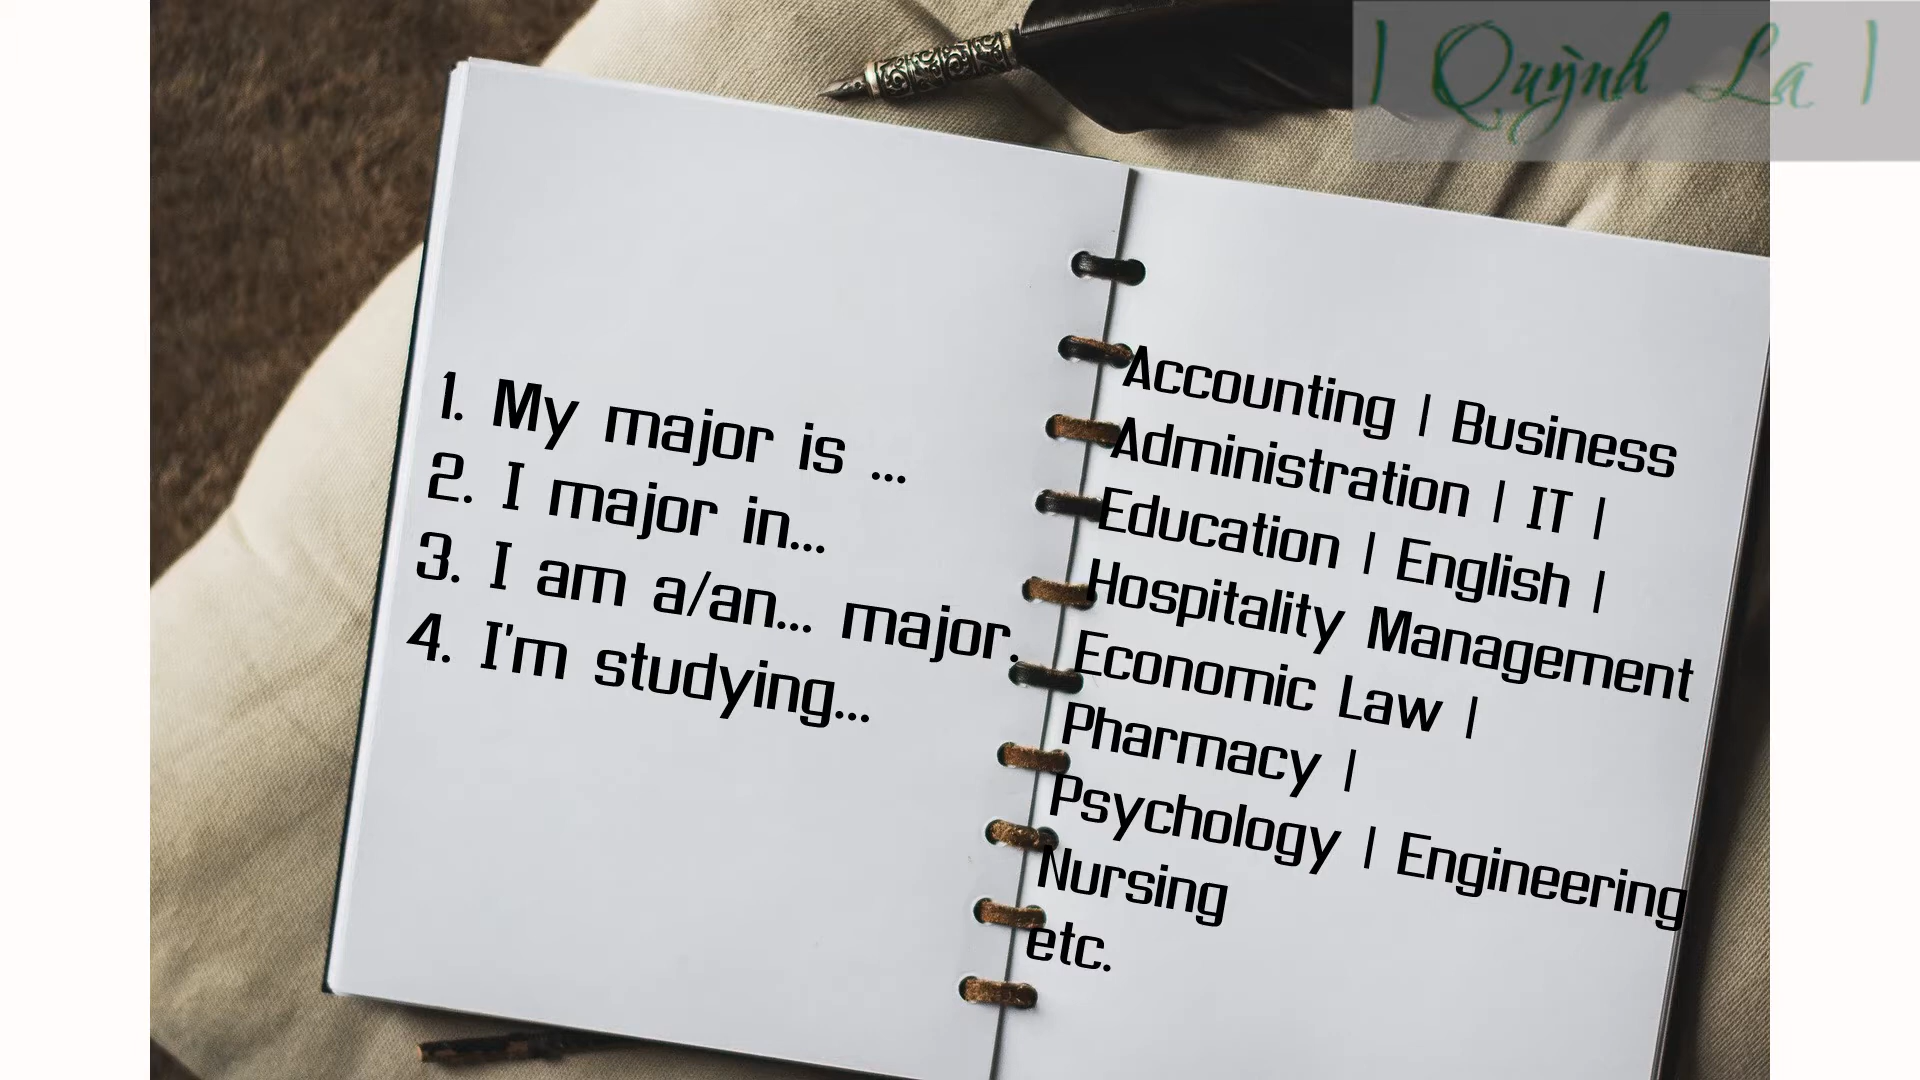 | Quỳnh La |
1. My major is ...
2. I major in...
3. I am a/an... major.
4. I'm studying...
Accounting | Business
Administration | IT |
Education | English |
Hospitality Management
Economic Law |
Pharmacy |
Psychology | Engineering
Nursing
etc.